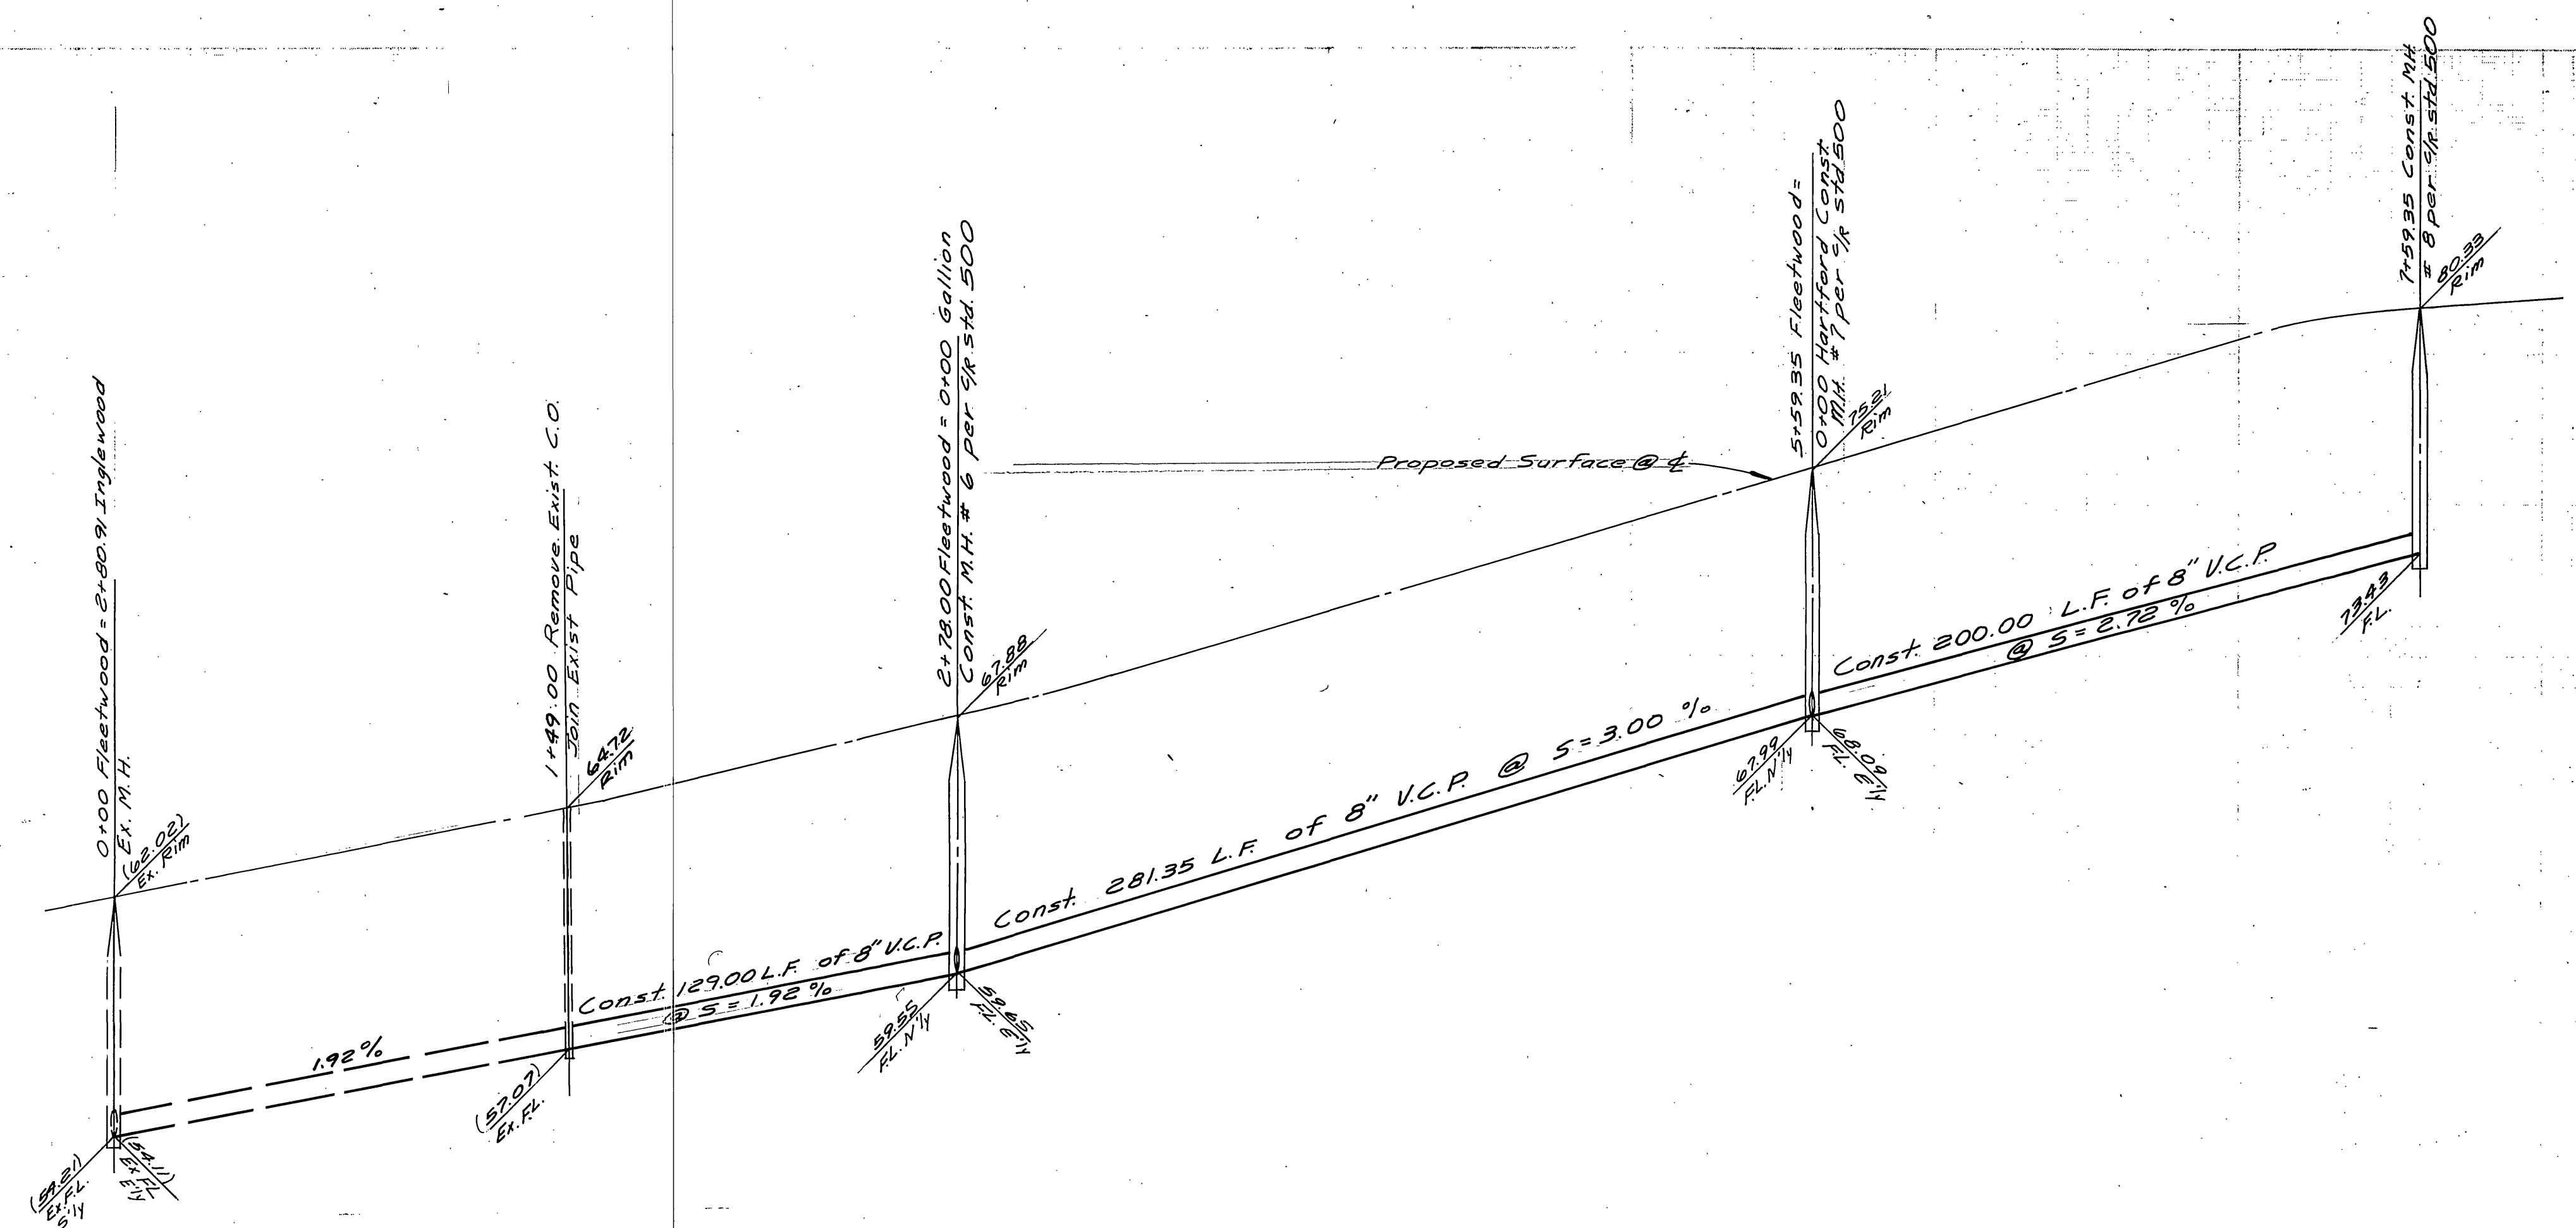 0+00 Fleetwood = 2+80.91 Inglewood
Ex. M.H.
(62.02)
Ex. Rim
(54.21)
Ex. F.L.
S'ly
(54.11)
Ex FL
E'ly
1.92%
1+49.00 Remove Exist. C.O.
Join Exist Pipe
64.72
Rim
(57.07)
Ex. F.L.
Const. 129.00 L.F. of 8" V.C.P.
@ S = 1.92 %
2+78.00 Fleetwood = 0+00 Gallion
Const. M.H. # 6 per C/R std. 500
67.88
Rim
59.55
F.L. N'ly
59.65
F.L. E'ly
Const. 281.35 L.F. of 8" V.C.P. @ S = 3.00 %
Proposed Surface @ ℄
5+59.35 Fleetwood =
0+00 Hartford Const.
M.H. #7 per C/R std 500
75.21
Rim
67.99
F.L. N'ly
68.09
F.L. E'ly
Const. 200.00 L.F. of 8" V.C.P.
@ S = 2.72 %
7+59.35 Const. MH
# 8 per C/R std 500
80.33
Rim
73.43
F.L.